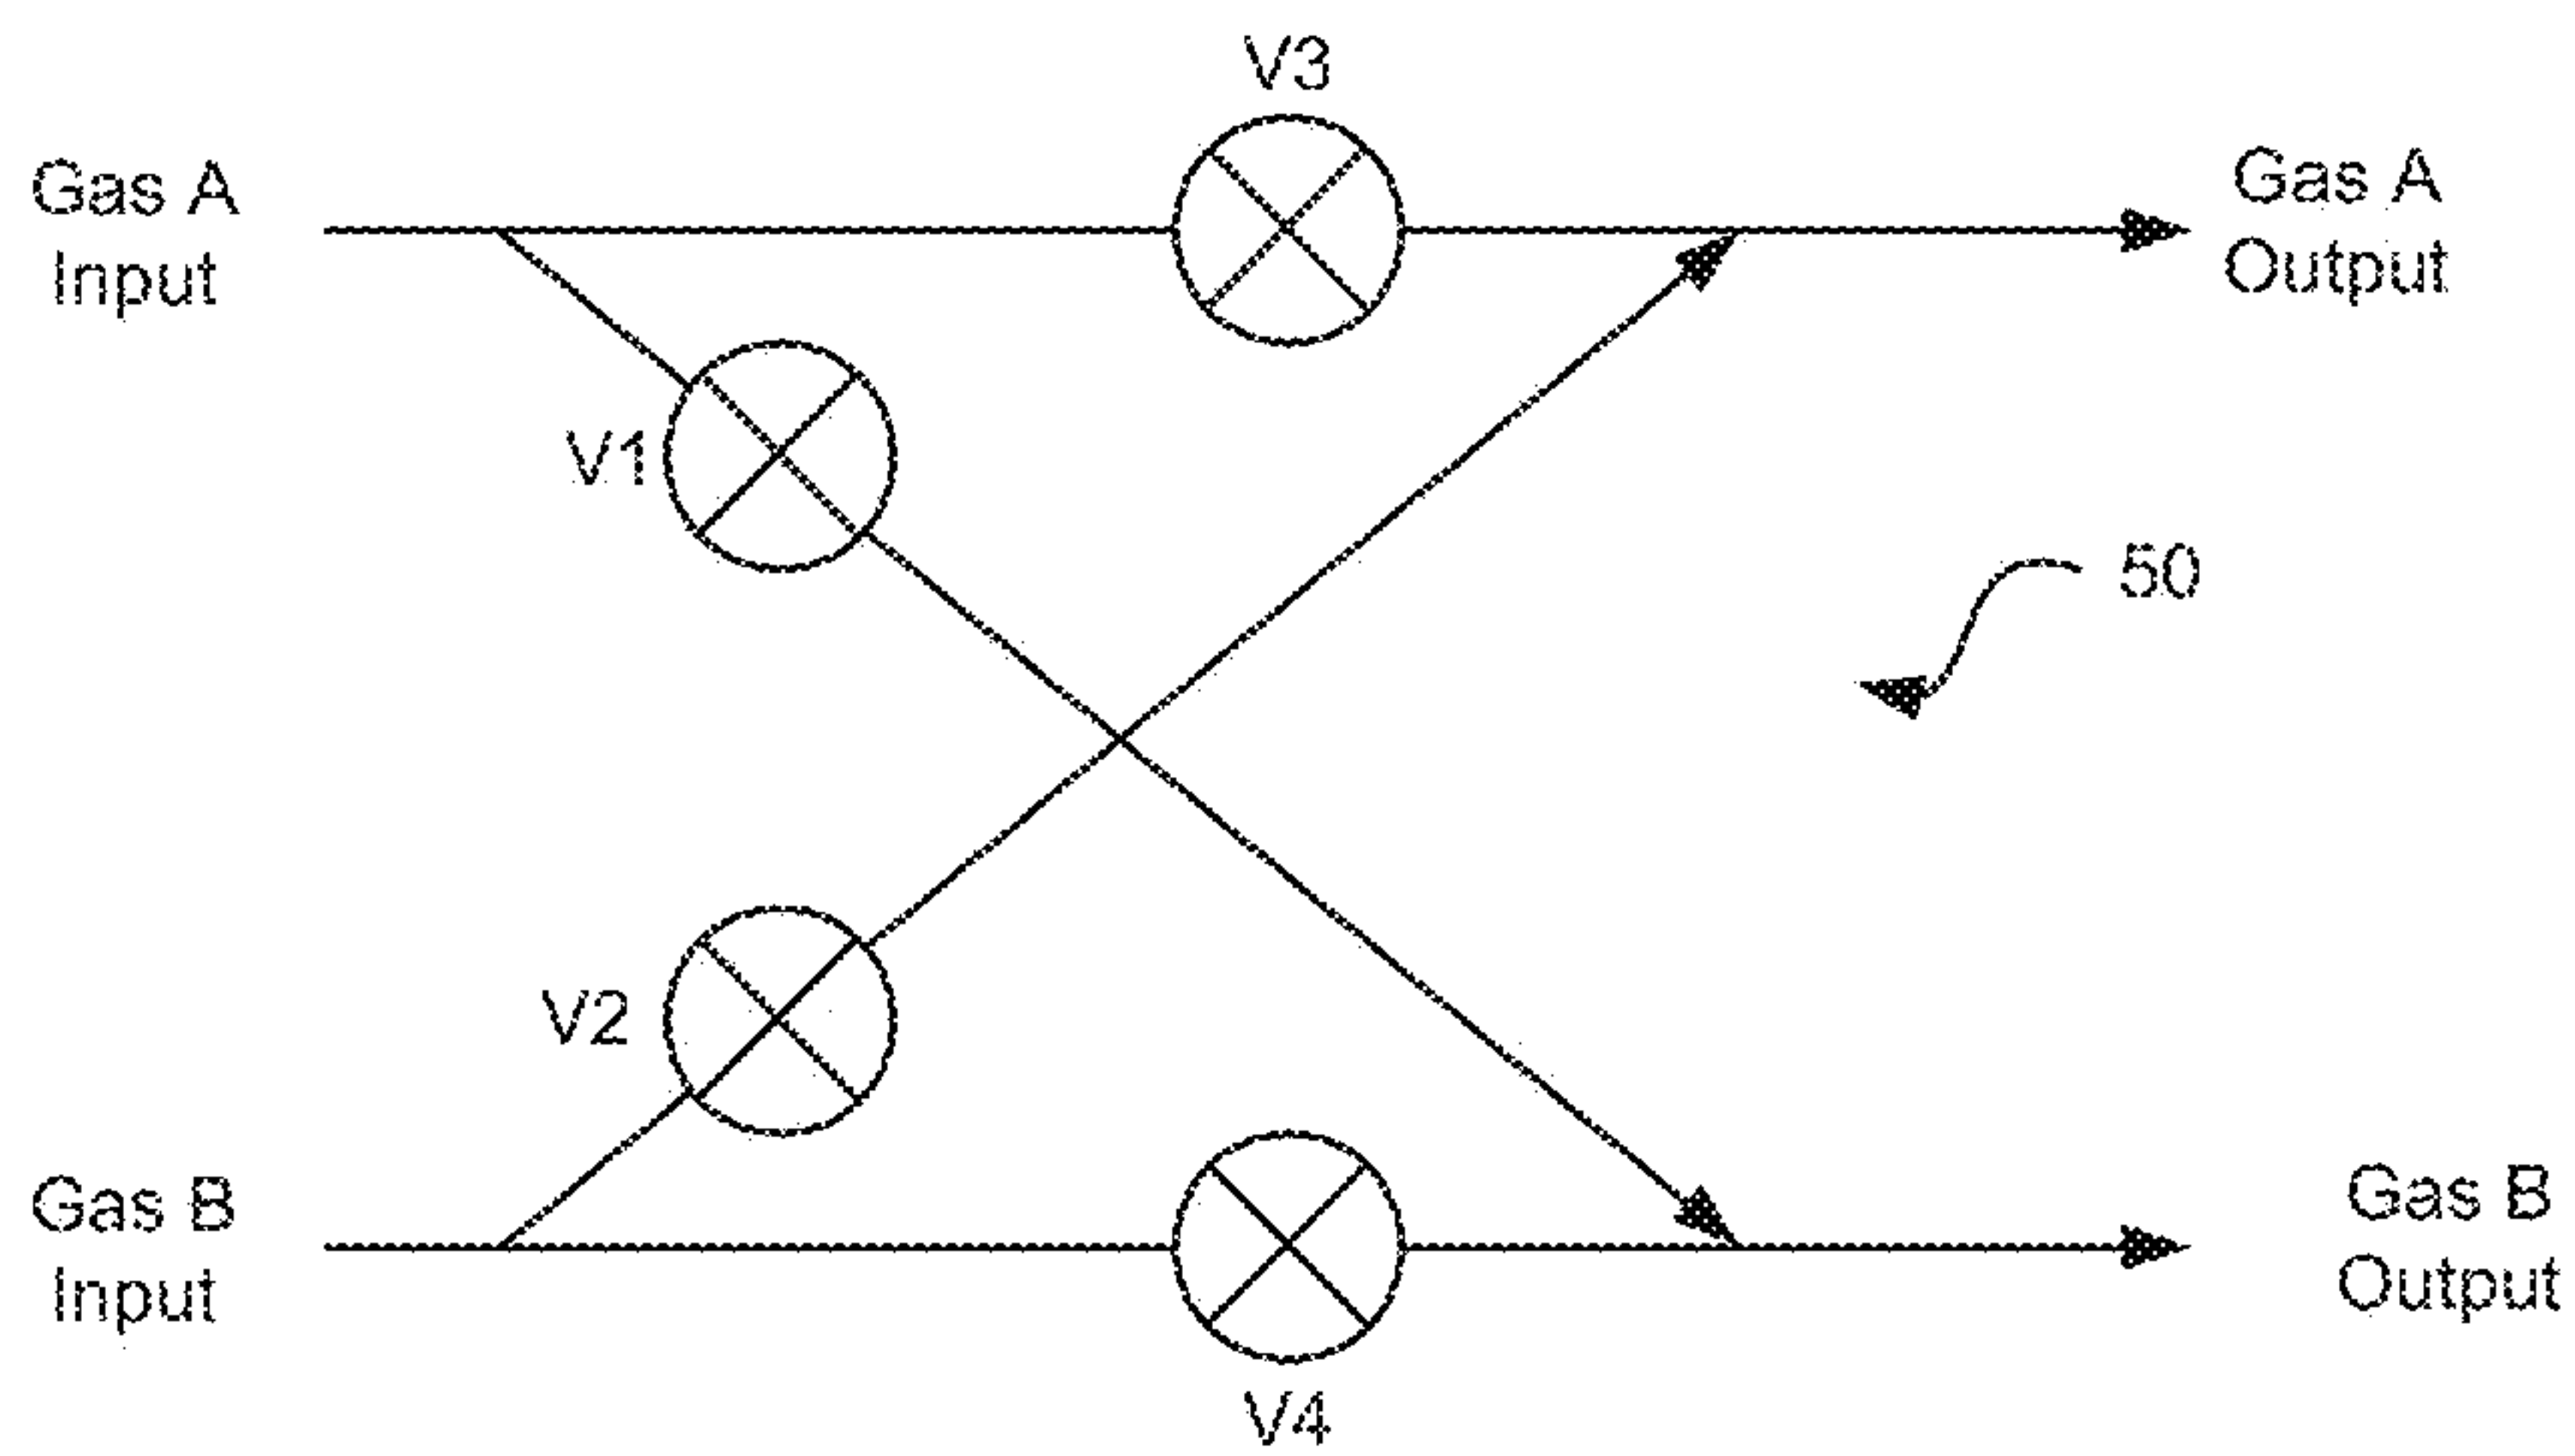 V3
Gas A
Input
Gas A
Output
V1
50
V2
Gas B
Input
Gas B
Output
V4